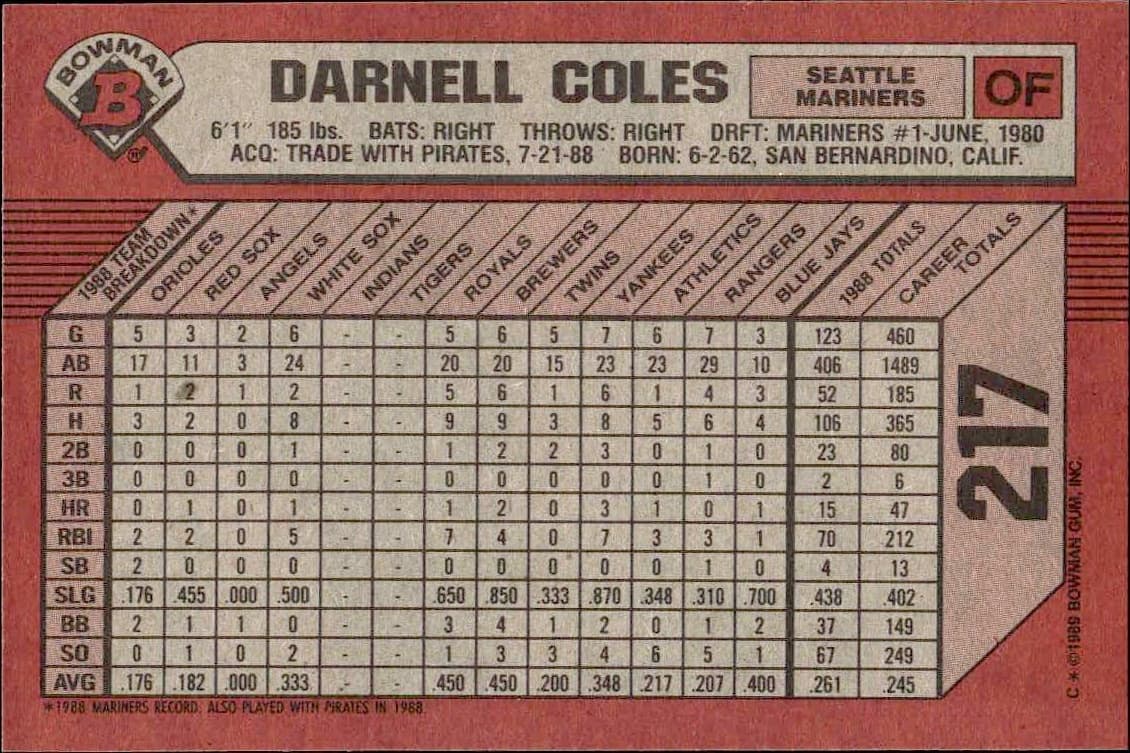 BOWMAN
B
DARNELL COLES
SEATTLE
MARINERS
OF
6'1" 185 lbs. BATS: RIGHT THROWS: RIGHT DRFT: MARINERS #1-JUNE, 1980
ACQ: TRADE WITH PIRATES, 7-21-88 BORN: 6-2-62, SAN BERNARDINO, CALIF.
1988 TEAM BREAKDOWN* ORIOLES RED SOX ANGELS WHITE SOX INDIANS TIGERS ROYALS BREWERS TWINS YANKEES ATHLETICS RANGERS BLUE JAYS 1988 TOTALS CAREER TOTALS
G 5 3 2 6 - - 5 6 5 7 6 7 3 123 460
AB 17 11 3 24 - - 20 20 15 23 23 29 10 406 1489
R 1 2 1 2 - - 5 6 1 6 1 4 3 52 185
H 3 2 0 8 - - 9 9 3 8 5 6 4 106 365
2B 0 0 0 1 - - 1 2 2 3 0 1 0 23 80
3B 0 0 0 0 - - 0 0 0 0 0 1 0 2 6
HR 0 1 0 1 - - 1 2 0 3 1 0 1 15 47
RBI 2 2 0 5 - - 7 4 0 7 3 3 1 70 212
SB 2 0 0 0 - - 0 0 0 0 0 1 0 4 13
SLG .176 .455 .000 .500 - - .650 .850 .333 .870 .348 .310 .700 .438 .402
BB 2 1 1 0 - - 3 4 1 2 0 1 2 37 149
SO 0 1 0 2 - - 1 3 3 4 6 5 1 67 249
AVG .176 .182 .000 .333 - - .450 .450 .200 .348 .217 .207 .400 .261 .245
217
*1988 MARINERS RECORD. ALSO PLAYED WITH PIRATES IN 1988.
C * ©1989 BOWMAN GUM, INC.